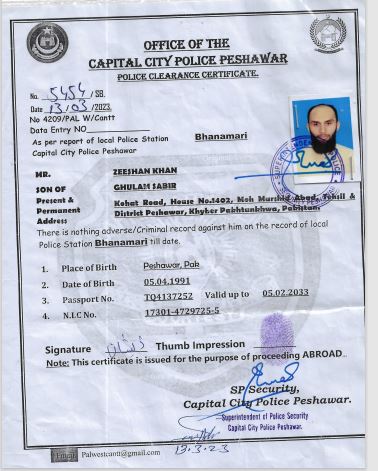 OFFICE OF THE
CAPITAL CITY POLICE PESHAWAR
POLICE CLEARANCE CERTIFICATE.
No. 5454 /SB.
Date 13/03/2023.
No 4209/PAL W/Cantt
Data Entry NO
As per report of local Police Station Bhanamari
Capital City Police Peshawar
MR. ZEESHAN KHAN
SON OF GHULAM SABIR
Present & Permanent Address Kohat Road, House No.1402, Moh Murshid Abad, Tehsil & District Peshawar, Khyber Pakhtunkhwa, Pakistan.
There is nothing adverse/Criminal record against him on the record of local
Police Station Bhanamari till date.
1. Place of Birth Peshawar, Pak
2. Date of Birth 05.04.1991
3. Passport No. TQ4137252 Valid up to 05.02.2033
4. N.I.C No. 17301-4729725-5
Signature Thumb Impression
Note: This certificate is issued for the purpose of proceeding ABROAD..
SP Security,
Capital City Police Peshawar.
Superintendent of Police Security
Capital City Police Peshawar.
13.3.23
Email Palwestcantt@gmail.com